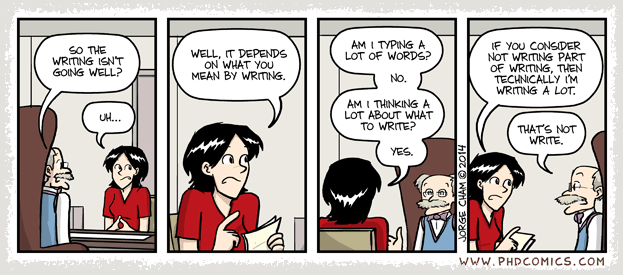 SO THE
WRITING ISN'T
GOING WELL?
UH...
WELL, IT DEPENDS
ON WHAT YOU
MEAN BY WRITING.
AM I TYPING A
LOT OF WORDS?
NO.
AM I THINKING A
LOT ABOUT WHAT
TO WRITE?
YES.
JORGE CHAM © 2014
IF YOU CONSIDER
NOT WRITING PART
OF WRITING, THEN
TECHNICALLY I'M
WRITING A LOT.
THAT'S NOT
WRITE.
WWW.PHDCOMICS.COM